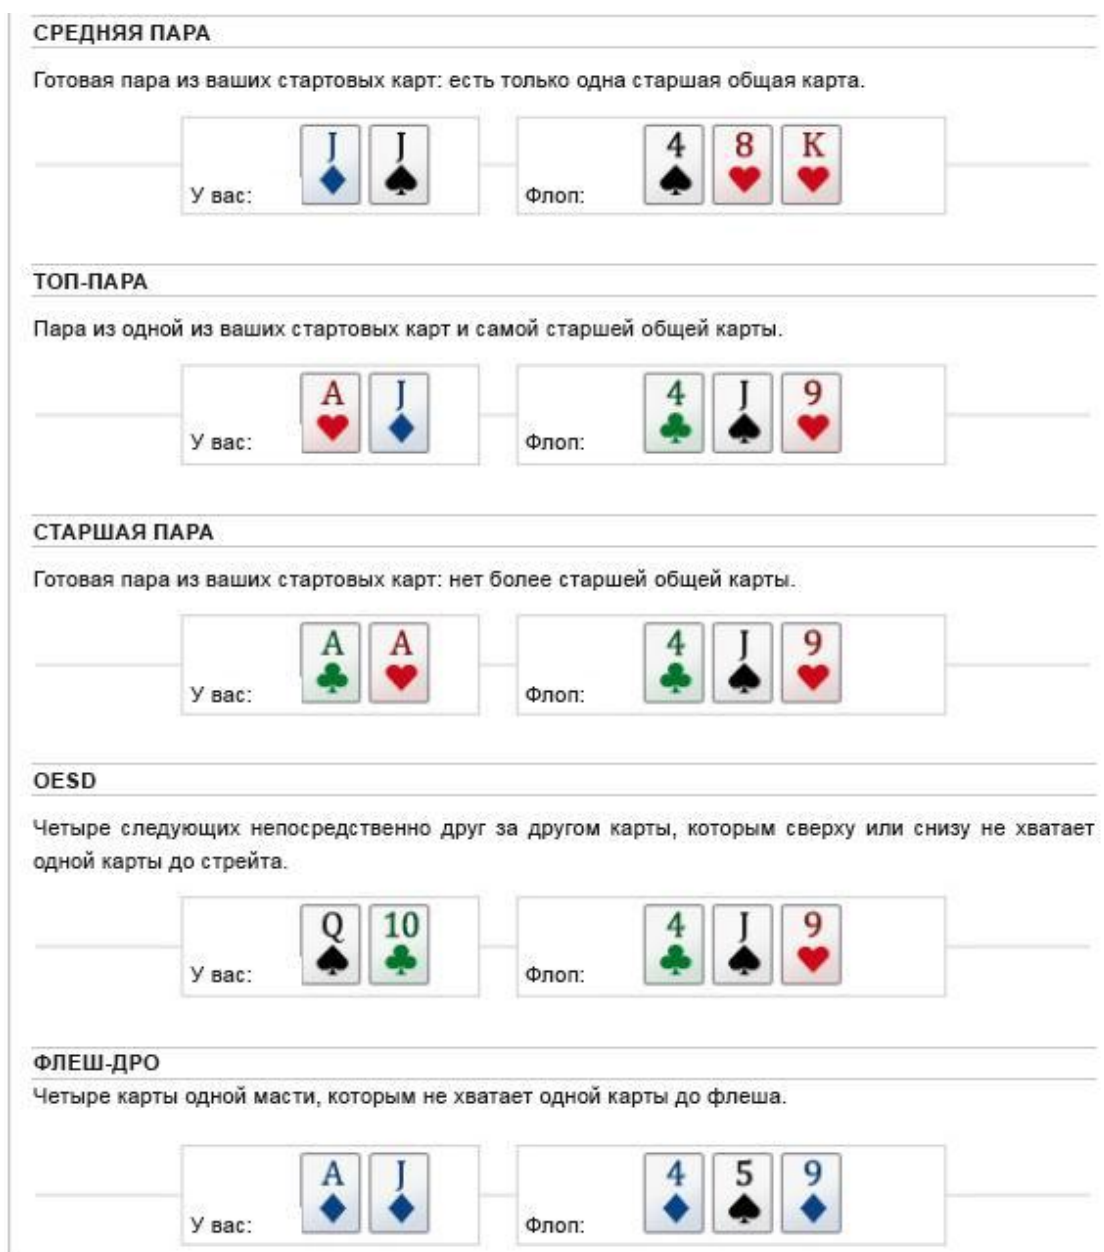 СРЕДНЯЯ ПАРА
Готовая пара из ваших стартовых карт: есть только одна старшая общая карта.
У вас: J J Флоп: 4 8 K
ТОП-ПАРА
Пара из одной из ваших стартовых карт и самой старшей общей карты.
У вас: A J Флоп: 4 J 9
СТАРШАЯ ПАРА
Готовая пара из ваших стартовых карт: нет более старшей общей карты.
У вас: A A Флоп: 4 J 9
OESD
Четыре следующих непосредственно друг за другом карты, которым сверху или снизу не хватает
одной карты до стрейта.
У вас: Q 10 Флоп: 4 J 9
ФЛЕШ-ДРО
Четыре карты одной масти, которым не хватает одной карты до флеша.
У вас: A J Флоп: 4 5 9